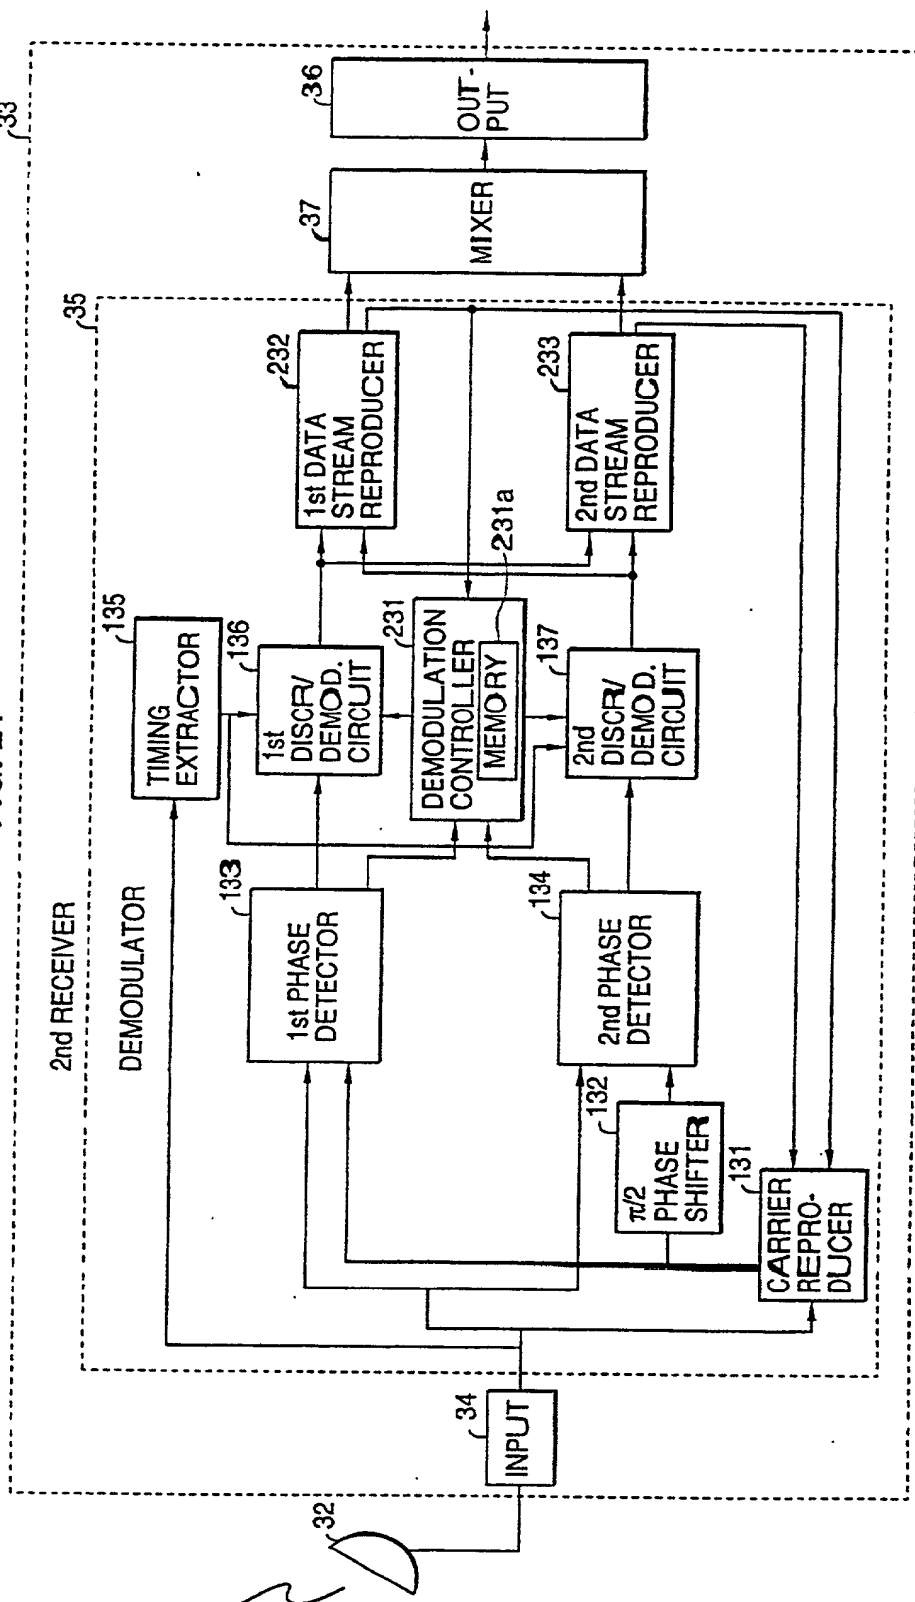 33
2nd RECEIVER
35
DEMODULATOR
32
34
INPUT
135
TIMING
EXTRACTOR
133
1st PHASE
DETECTOR
136
1st
DISCR/
DEMOD.
CIRCUIT
232
1st DATA
STREAM
REPRODUCER
231
DEMODULATION
CONTROLLER
MEMORY
231a
37
MIXER
36
OUT-
PUT
134
2nd PHASE
DETECTOR
137
2nd
DISCR/
DEMOD.
CIRCUIT
233
2nd DATA
STREAM
REPRODUCER
132
π/2
PHASE
SHIFTER
131
CARRIER
REPRO-
DUCER